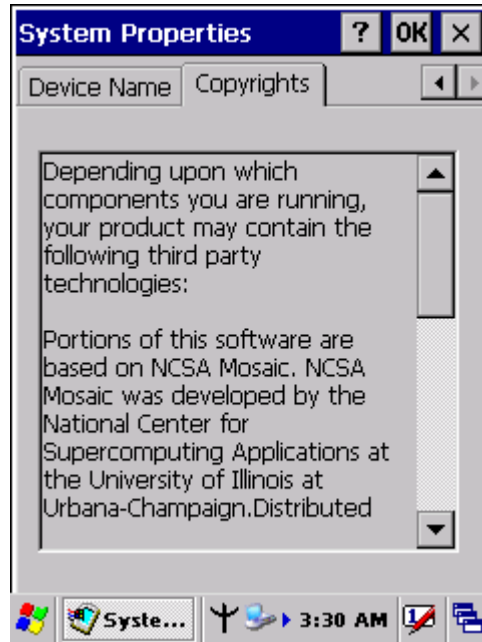 System Properties ? OK ×
Device Name Copyrights
Depending upon which
components you are running,
your product may contain the
following third party
technologies:
Portions of this software are
based on NCSA Mosaic. NCSA
Mosaic was developed by the
National Center for
Supercomputing Applications at
the University of Illinois at
Urbana-Champaign.Distributed
Syste... 3:30 AM